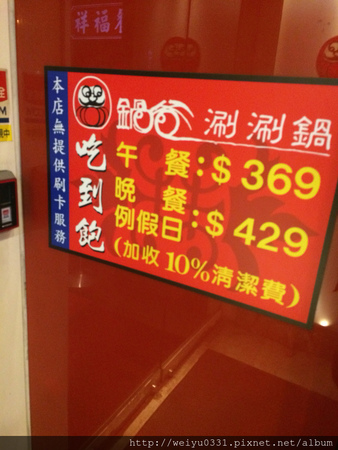 祥福
全
M
中
本店無提供刷卡服務
吃到飽
鍋 涮涮鍋
午 餐:$369
晚 餐
例假日:$429
(加收10%清潔費)
http://weiyu0331.pixnet.net/album